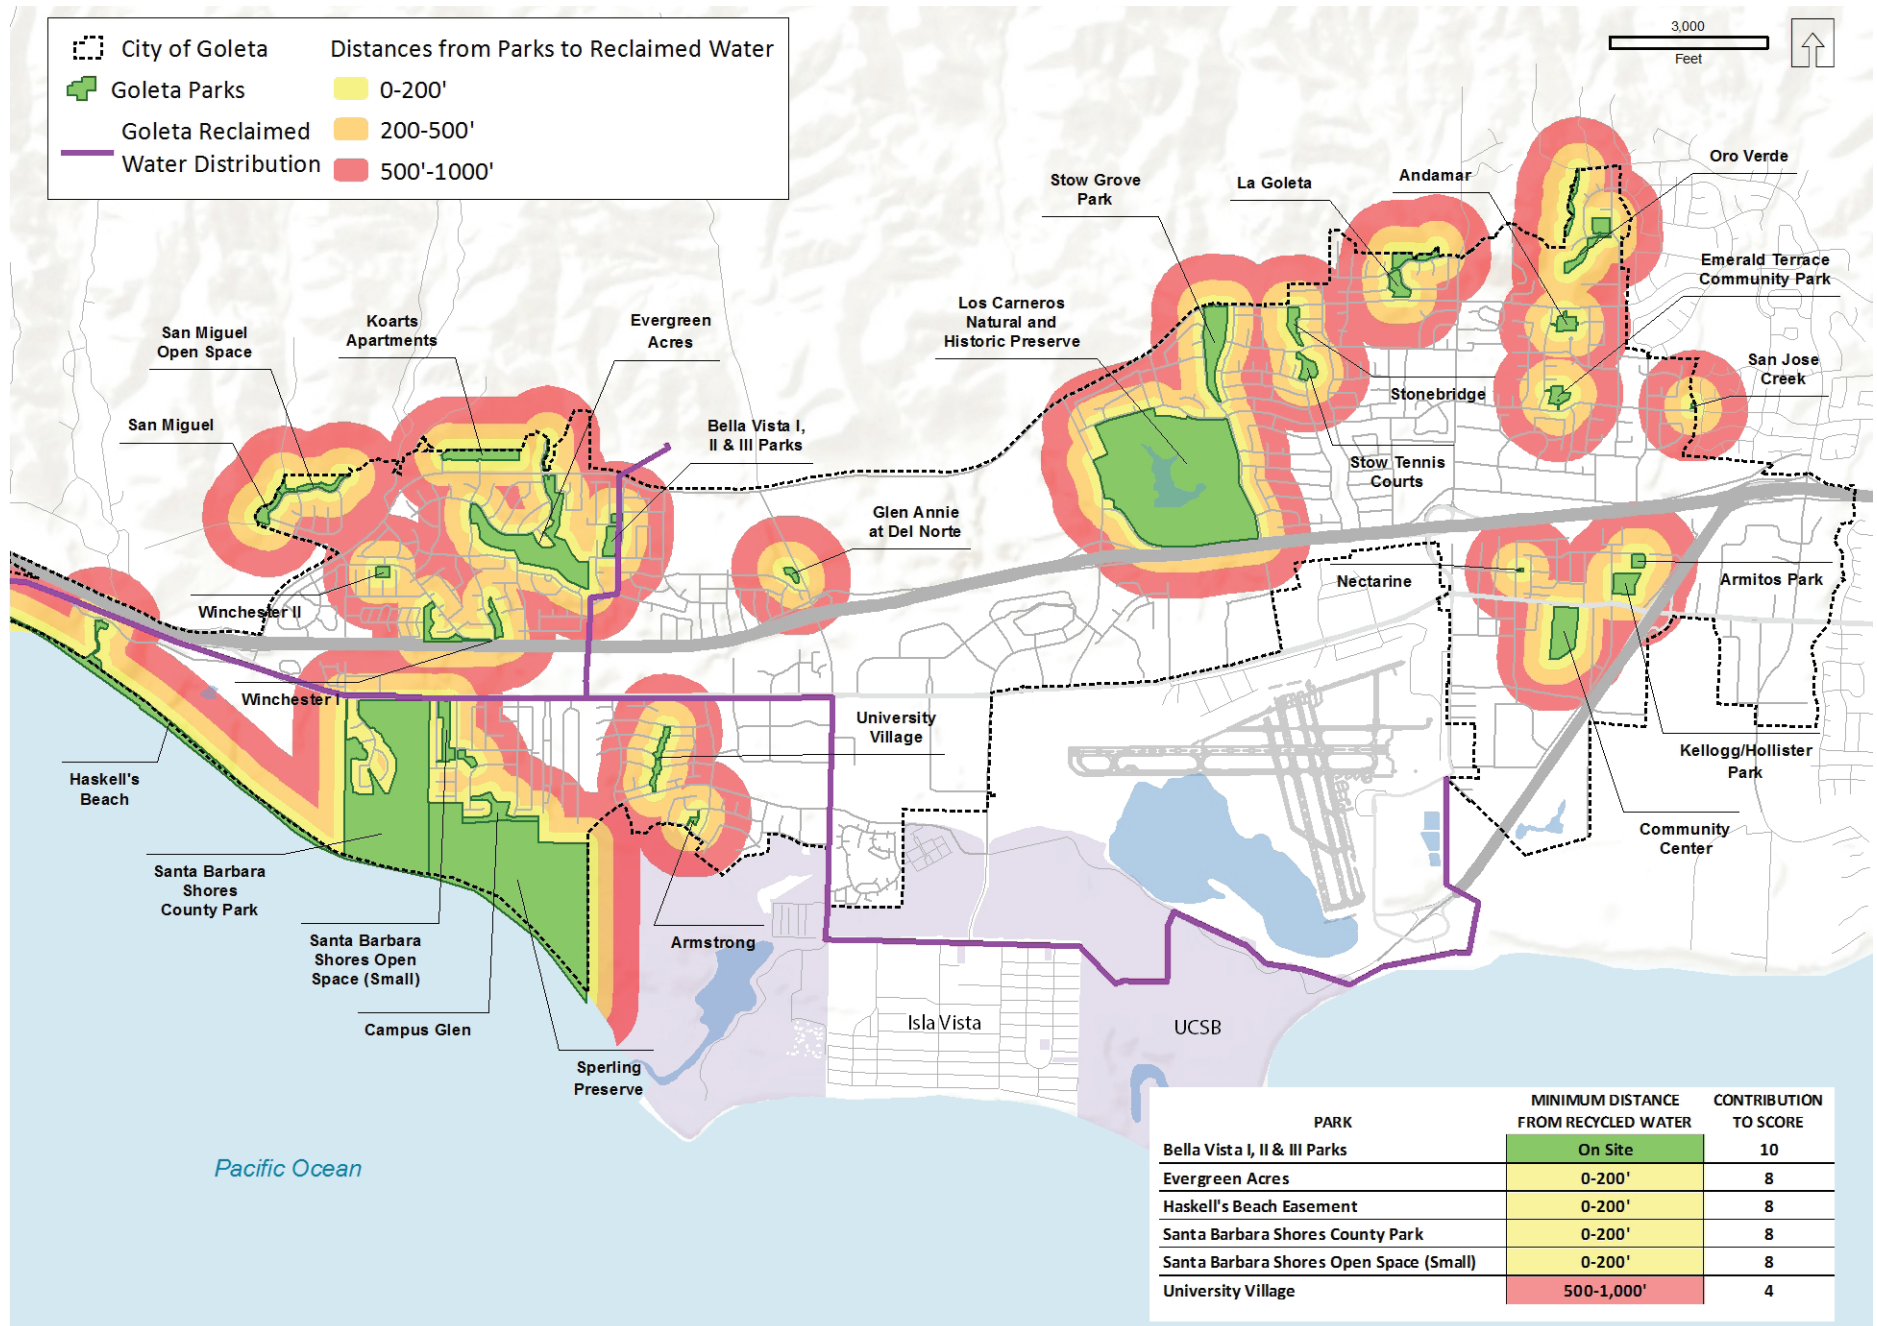 City of Goleta
Goleta Parks
Goleta Reclaimed
Water Distribution
Distances from Parks to Reclaimed Water
0-200'
200-500'
500'-1000'
3,000
Feet
Oro Verde
Andamar
La Goleta
Stow Grove
Park
Emerald Terrace
Community Park
Los Carneros
Natural and
Historic Preserve
San Miguel
Open Space
Koarts
Apartments
Evergreen
Acres
San Jose
Creek
Stonebridge
San Miguel
Bella Vista I,
II & III Parks
Stow Tennis
Courts
Glen Annie
at Del Norte
Nectarine
Armitos Park
Winchester II
Winchester I
University
Village
Kellogg/Hollister
Park
Haskell's
Beach
Community
Center
Santa Barbara
Shores
County Park
Santa Barbara
Shores Open
Space (Small)
Armstrong
Campus Glen
Isla Vista
UCSB
Sperling
Preserve
Pacific Ocean
PARK
MINIMUM DISTANCE
FROM RECYCLED WATER
CONTRIBUTION
TO SCORE
Bella Vista I, II & III Parks On Site 10
Evergreen Acres 0-200' 8
Haskell's Beach Easement 0-200' 8
Santa Barbara Shores County Park 0-200' 8
Santa Barbara Shores Open Space (Small) 0-200' 8
University Village 500-1,000' 4